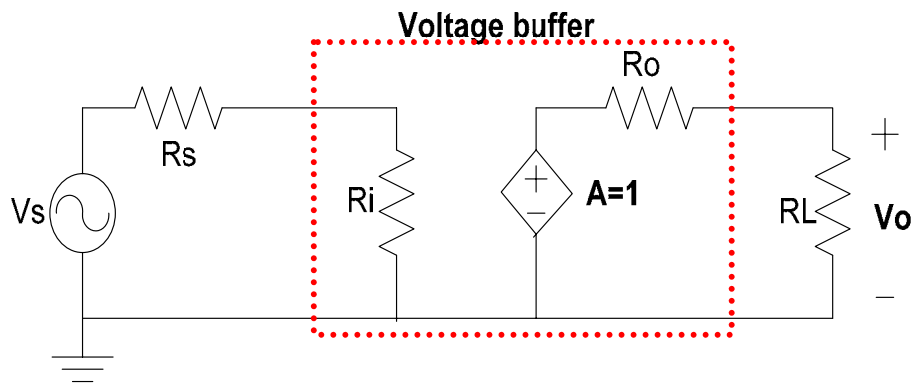 Voltage buffer
Ro
Rs
Vs
Ri
+
−
A=1
RL
+
Vo
−